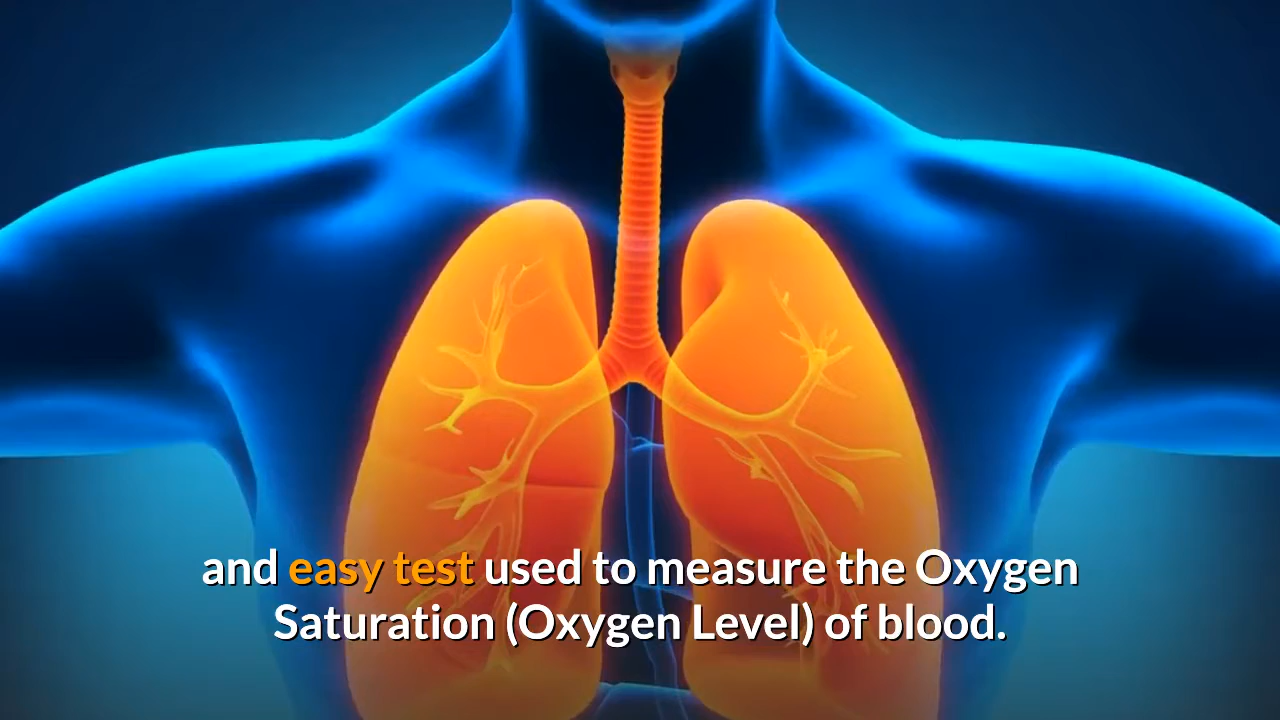 and easy test used to measure the Oxygen
Saturation (Oxygen Level) of blood.